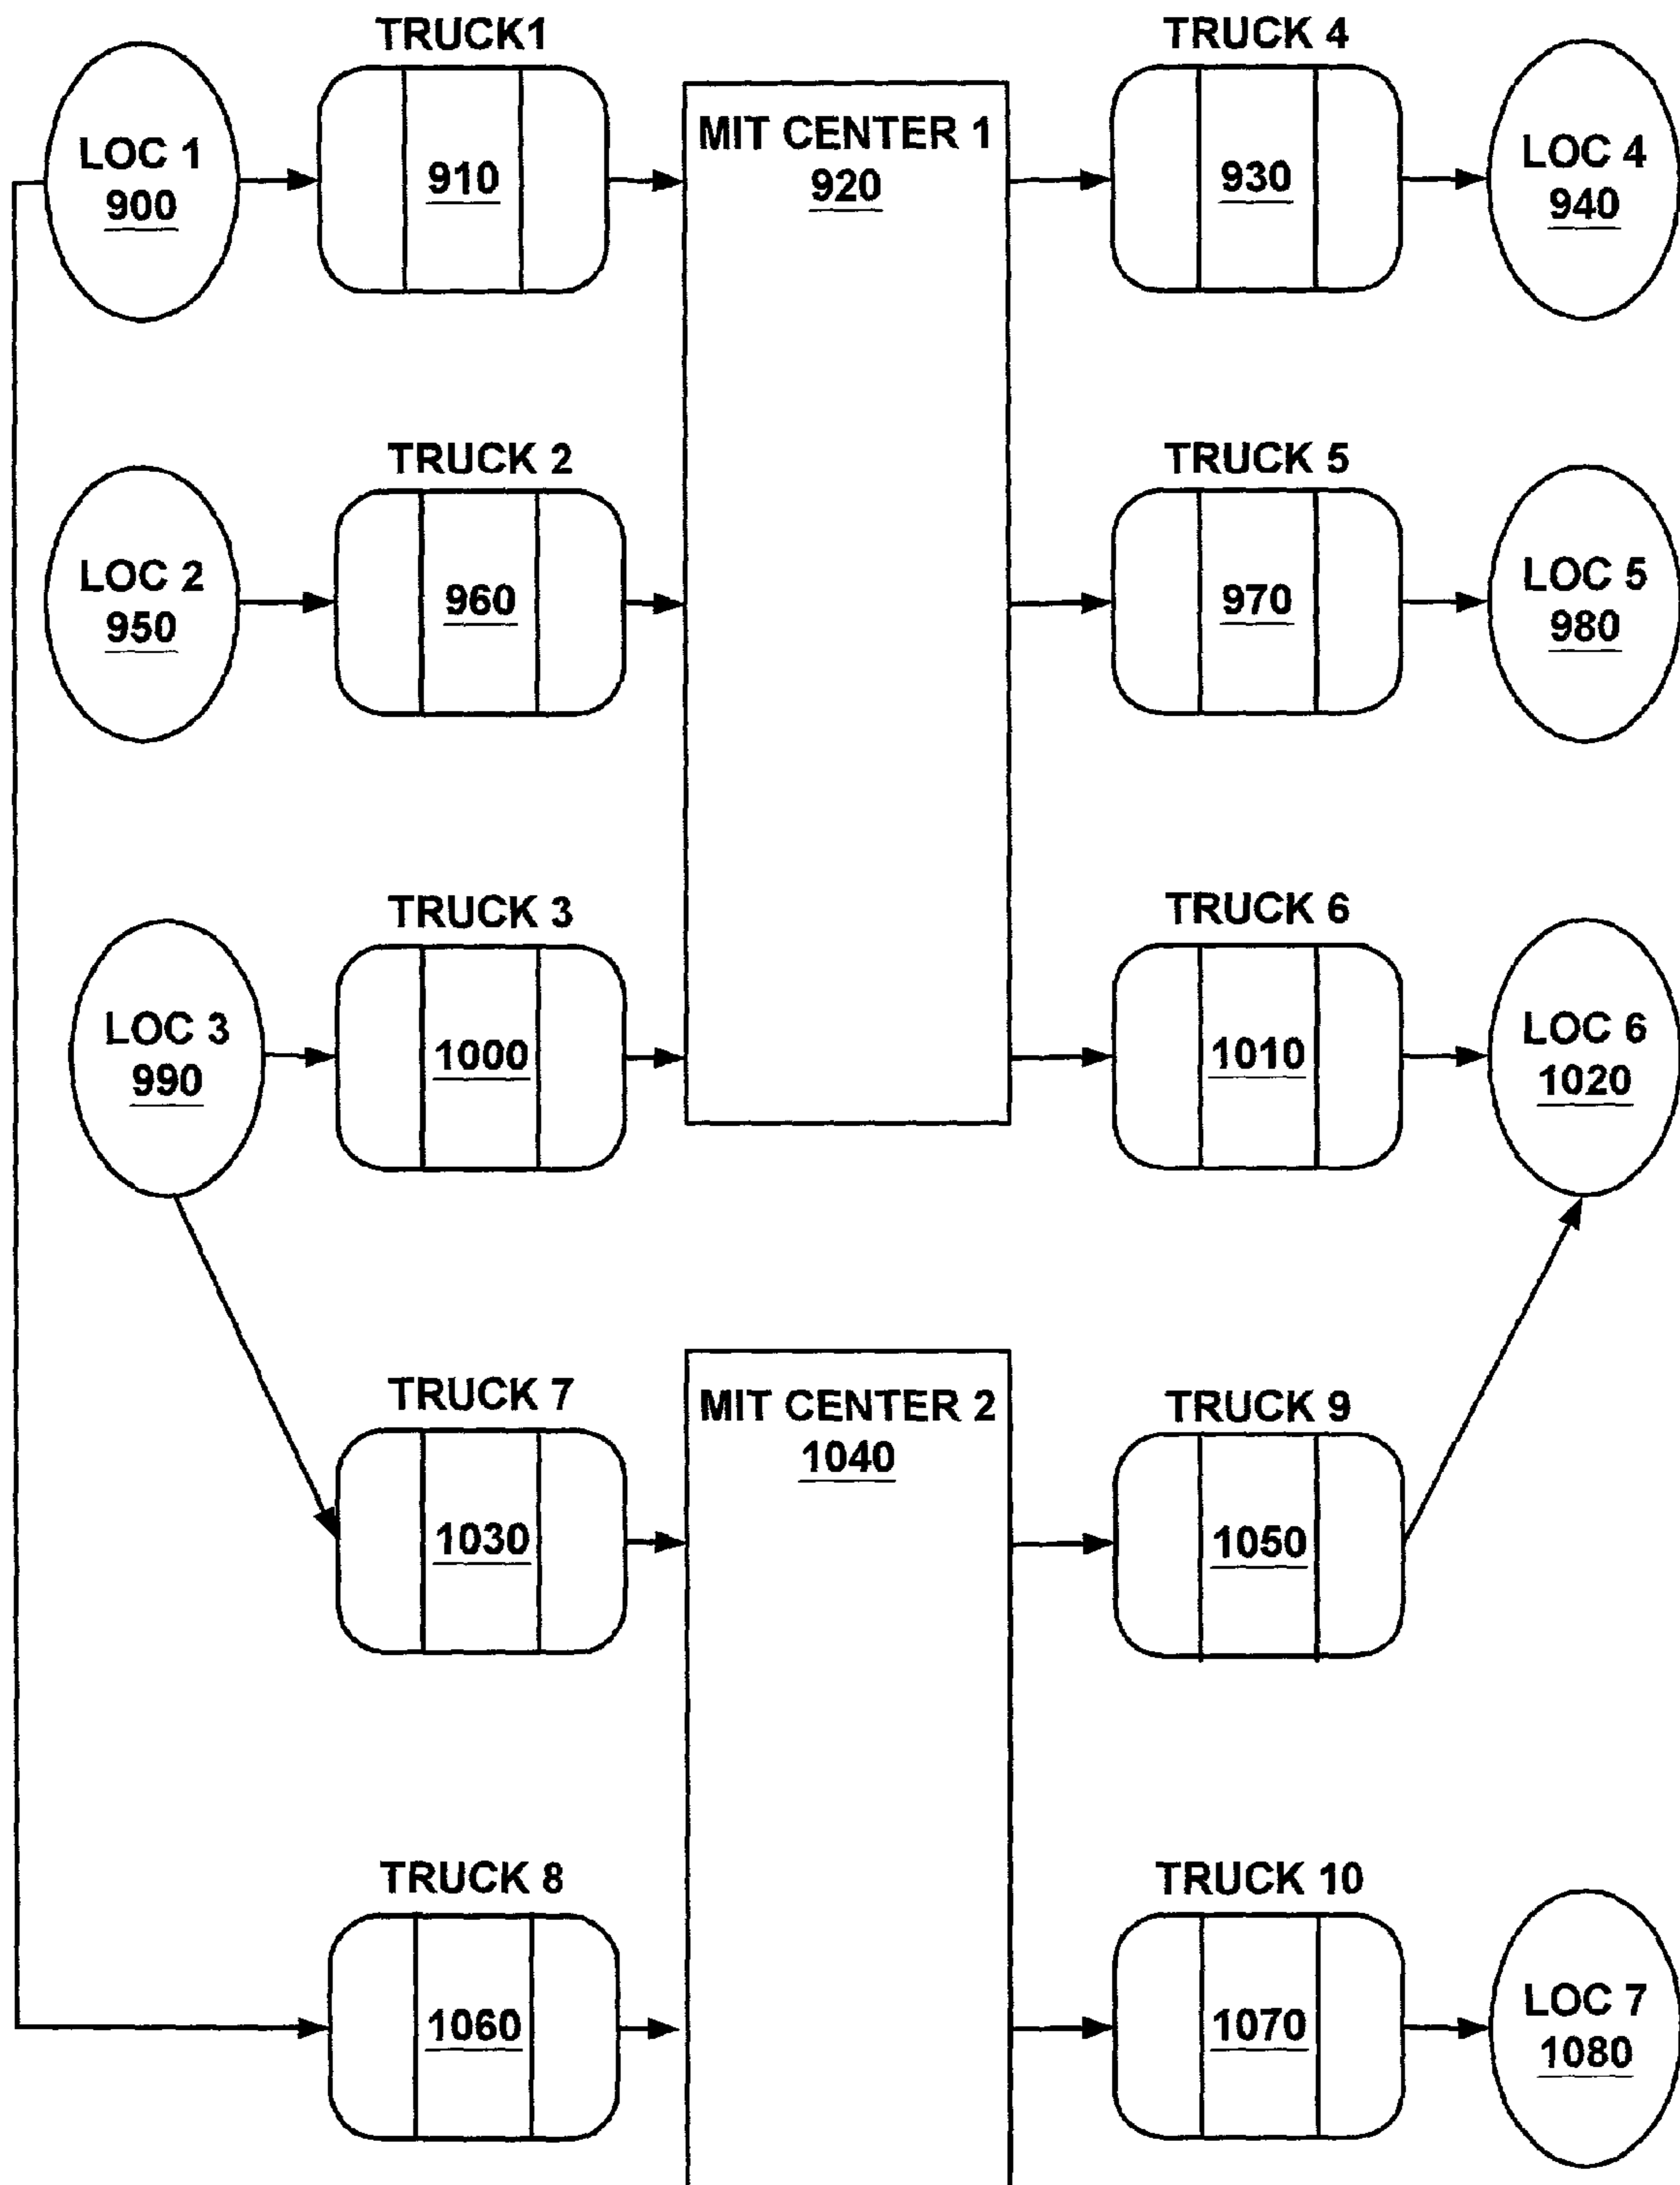 TRUCK1
TRUCK 4
LOC 1
900
910
MIT CENTER 1
920
930
LOC 4
940
TRUCK 2
TRUCK 5
LOC 2
950
960
970
LOC 5
980
TRUCK 3
TRUCK 6
LOC 3
990
1000
1010
LOC 6
1020
TRUCK 7
MIT CENTER 2
1040
TRUCK 9
1030
1050
TRUCK 8
TRUCK 10
1060
1070
LOC 7
1080